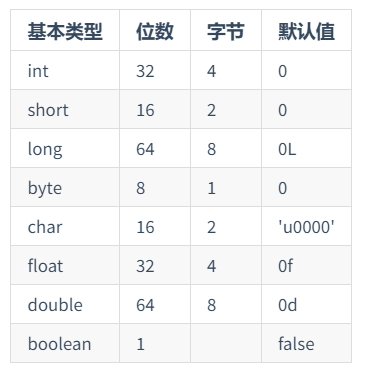 基本类型 位数 字节 默认值
int 32 4 0
short 16 2 0
long 64 8 0L
byte 8 1 0
char 16 2 'u0000'
float 32 4 0f
double 64 8 0d
boolean 1 false